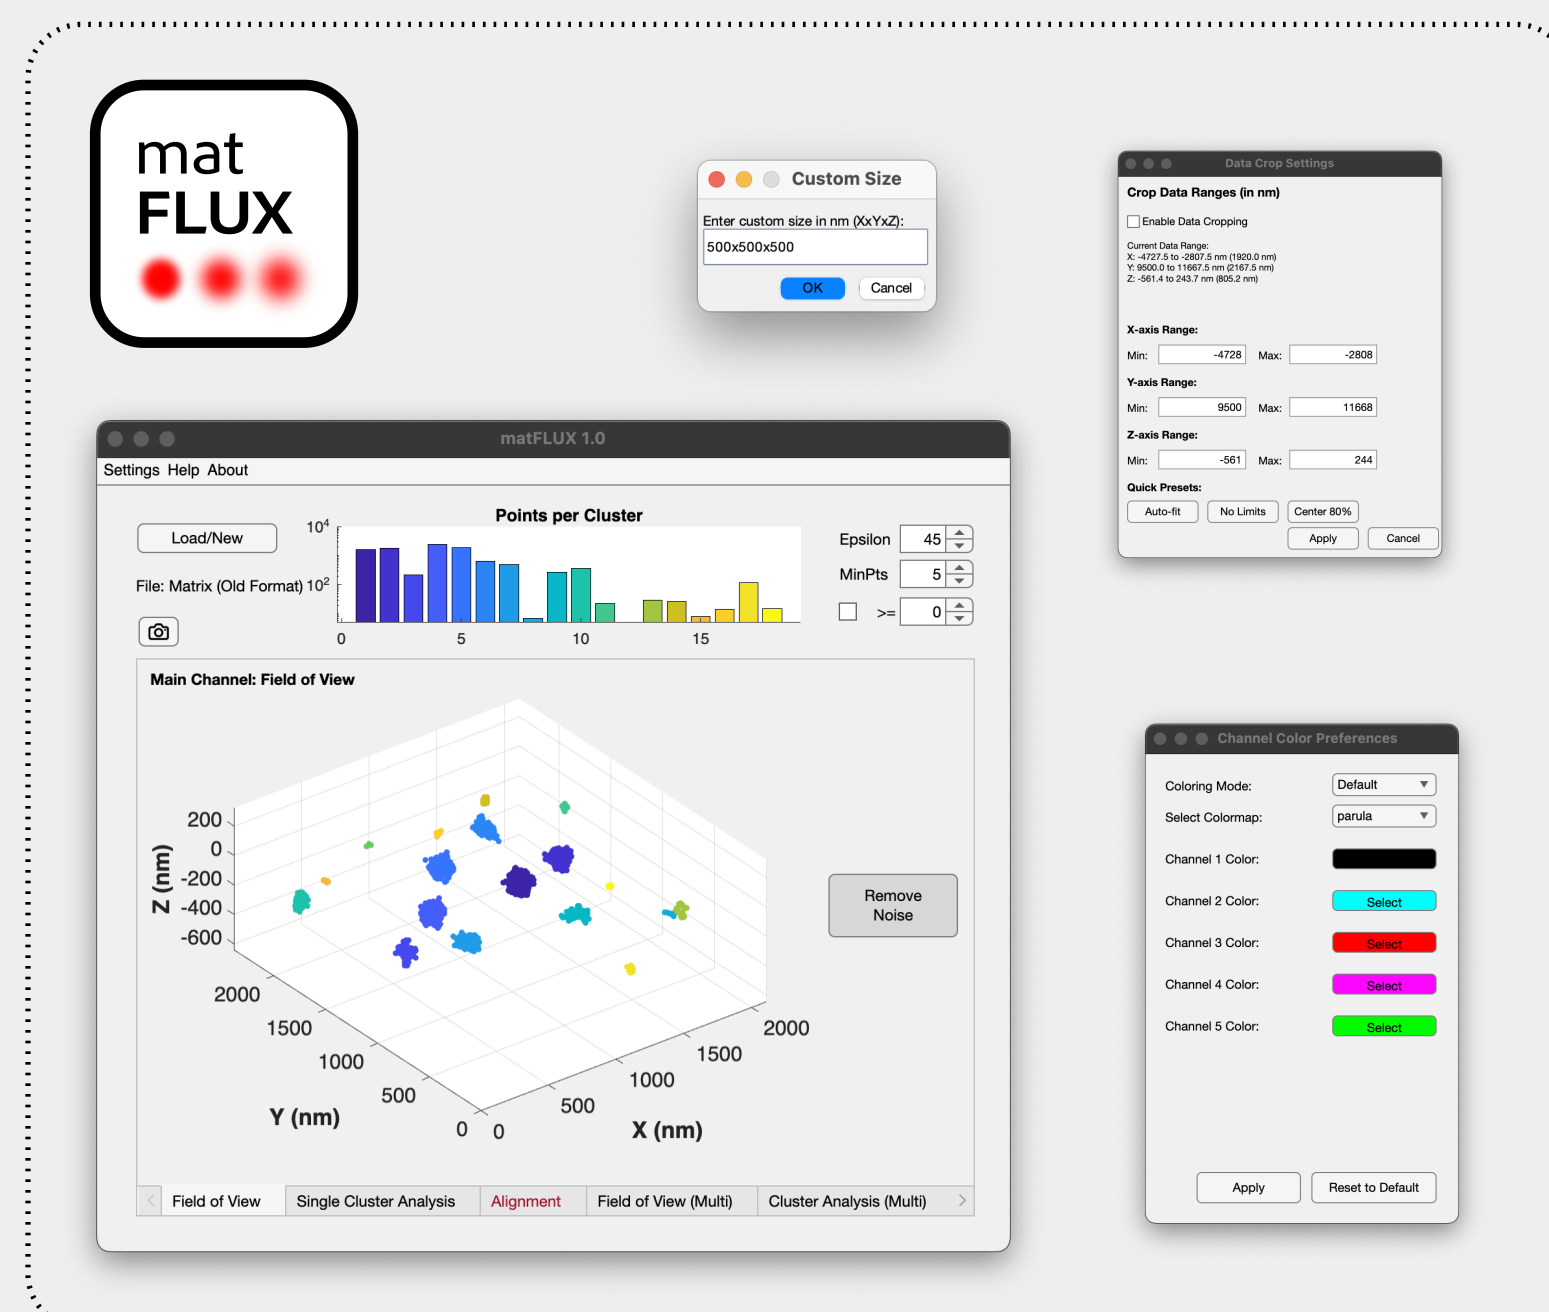 mat
FLUX
Custom Size
Enter custom size in nm (XxYxZ):
500x500x500
OK Cancel
Data Crop Settings
Crop Data Ranges (in nm)
Enable Data Cropping
Current Data Range:
X: -4727.5 to -2807.5 nm (1920.0 nm)
Y: 9500.0 to 11667.5 nm (2167.5 nm)
Z: -561.4 to 243.7 nm (805.2 nm)
X-axis Range:
Min: -4728 Max: -2808
Y-axis Range:
Min: 9500 Max: 11668
Z-axis Range:
Min: -561 Max: 244
Quick Presets:
Auto-fit No Limits Center 80%
Apply Cancel
matFLUX 1.0
Settings Help About
Load/New
File: Matrix (Old Format)
Points per Cluster
10⁴
10²
0 5 10 15
Epsilon 45
MinPts 5
>= 0
Main Channel: Field of View
200
0
-200
-400
-600
Z (nm)
2000
1500
1000
500
0
Y (nm)
0
500
1000
1500
2000
X (nm)
Remove
Noise
Field of View Single Cluster Analysis Alignment Field of View (Multi) Cluster Analysis (Multi)
Channel Color Preferences
Coloring Mode: Default
Select Colormap: parula
Channel 1 Color:
Channel 2 Color: Select
Channel 3 Color: Select
Channel 4 Color: Select
Channel 5 Color: Select
Apply Reset to Default